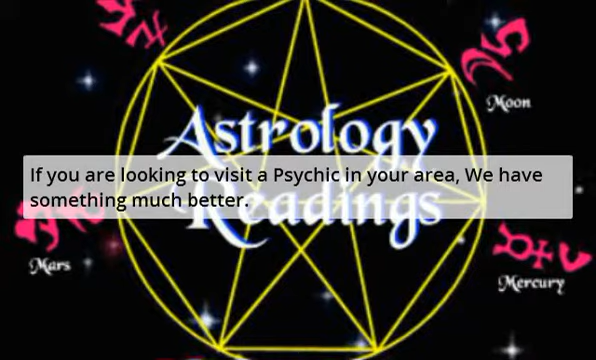 Astrology
Moon
If you are looking to visit a Psychic in your area, We have
something much better.
Readings
Mars
Mercury